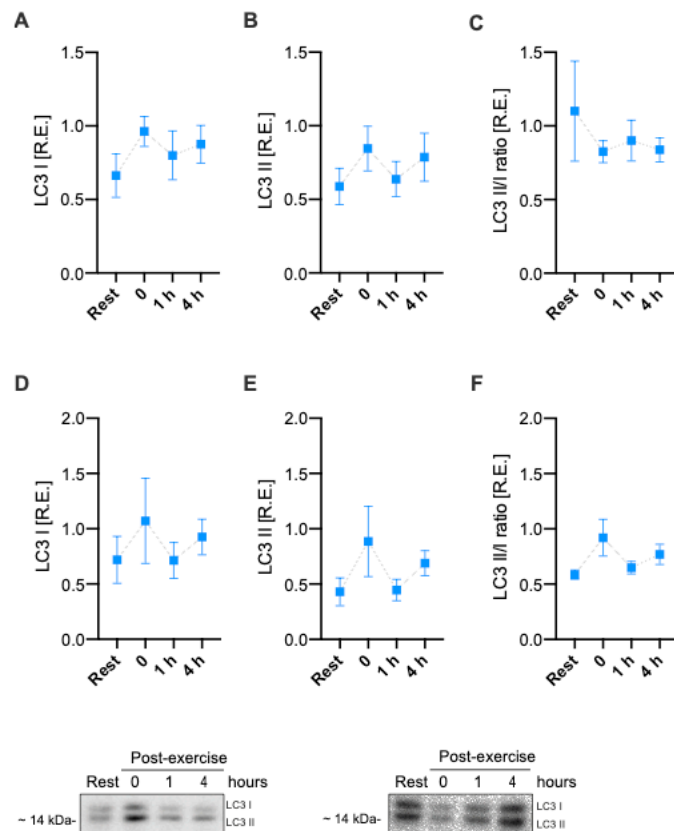 A
B
C
1.5
1.0
0.5
0.0
LC3 I [R.E.]
Rest
0
1 h
4 h
1.5
1.0
0.5
0.0
LC3 II [R.E.]
Rest
0
1 h
4 h
1.5
1.0
0.5
0.0
LC3 II/I ratio [R.E.]
Rest
0
1 h
4 h
D
E
F
2.0
1.5
1.0
0.5
0.0
LC3 I [R.E.]
Rest
0
1 h
4 h
2.0
1.5
1.0
0.5
0.0
LC3 II [R.E.]
Rest
0
1 h
4 h
2.0
1.5
1.0
0.5
0.0
LC3 II/I ratio [R.E.]
Rest
0
1 h
4 h
Post-exercise
Rest 0 1 4 hours
LC3 I
~ 14 kDa-
LC3 II
Post-exercise
Rest 0 1 4 hours
LC3 I
~ 14 kDa-
LC3 II